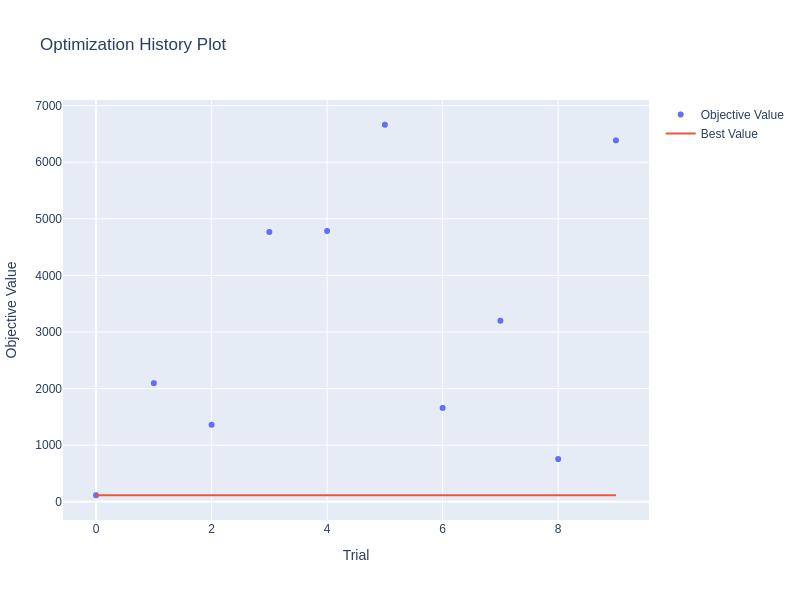 Optimization History Plot
Objective Value
Best Value
7000
6000
5000
4000
3000
2000
1000
0
Objective Value
0
2
4
6
8
Trial